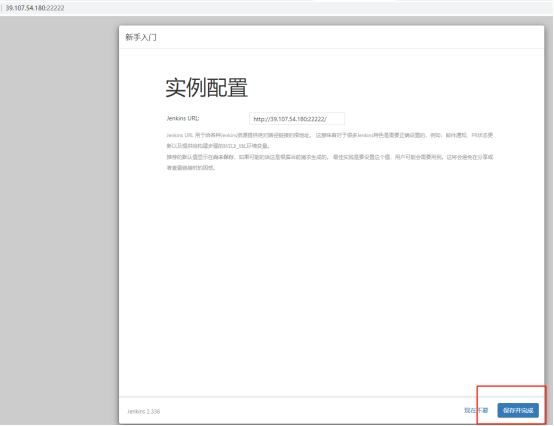 39.107.54.180:22222
新手入门
实例配置
Jenkins URL: http://39.107.54.180:22222/
Jenkins URL 用于给各种Jenkins资源提供绝对路径链接的根地址。 这意味着对于很多Jenkins特色是需要正确设置的，例如：邮件通知、PR状态更
新以及提供给构建步骤的BUILD_URL环境变量。
推荐的默认值显示在尚未保存，如果可能的话这是根据当前请求生成的。 最佳实践是要设置这个值，用户可能会需要用到。这将会避免在分享或
者查看链接时的困惑。
Jenkins 2.336
现在不要
保存并完成